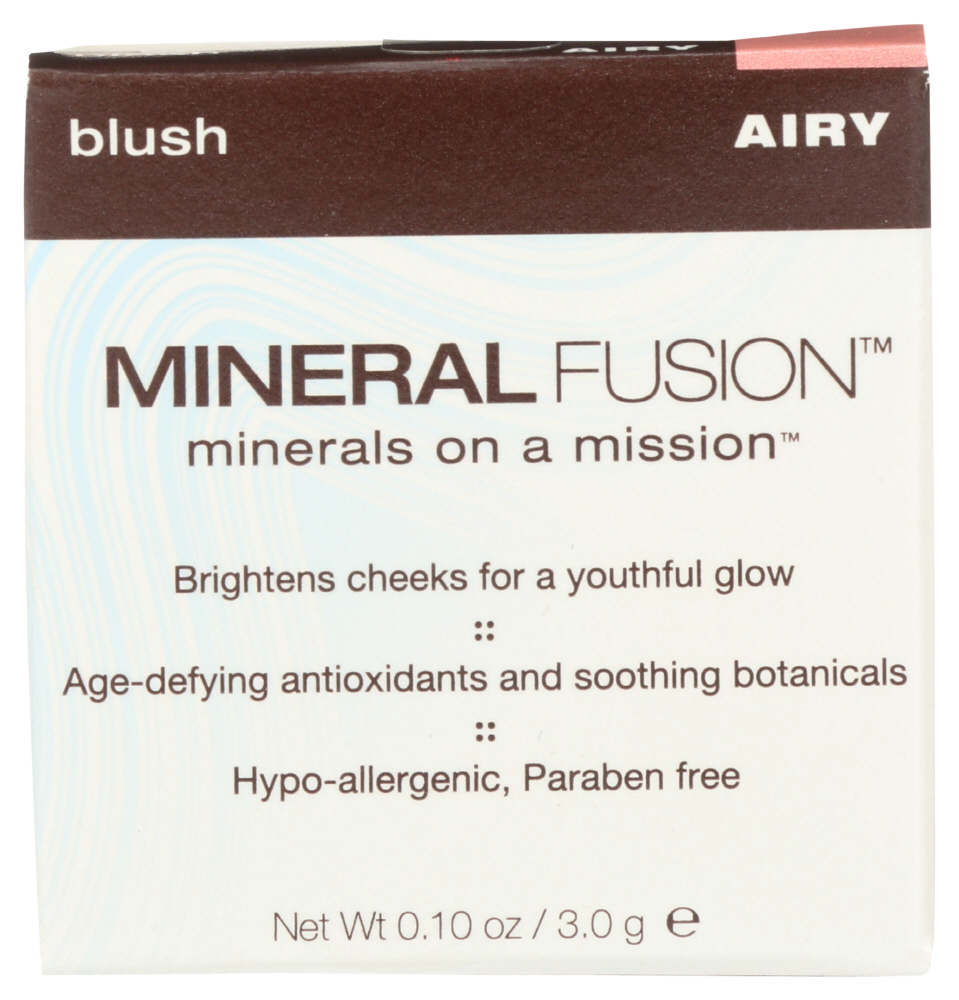 AIRY
blush AIRY
MINERAL FUSION™
minerals on a mission™
Brightens cheeks for a youthful glow
Age-defying antioxidants and soothing botanicals
Hypo-allergenic, Paraben free
Net Wt 0.10 oz / 3.0 g ℮